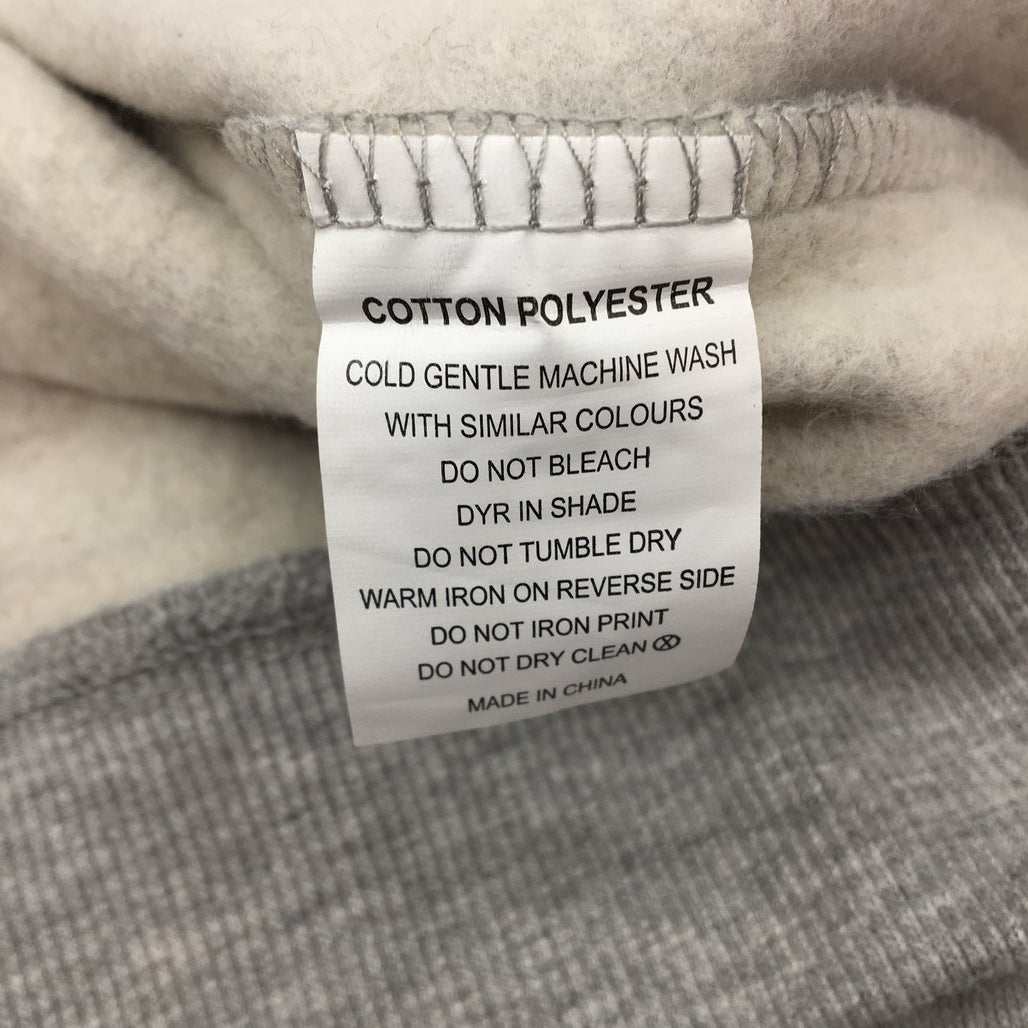 COTTON POLYESTER
COLD GENTLE MACHINE WASH
WITH SIMILAR COLOURS
DO NOT BLEACH
DYR IN SHADE
DO NOT TUMBLE DRY
WARM IRON ON REVERSE SIDE
DO NOT IRON PRINT
DO NOT DRY CLEAN
MADE IN CHINA